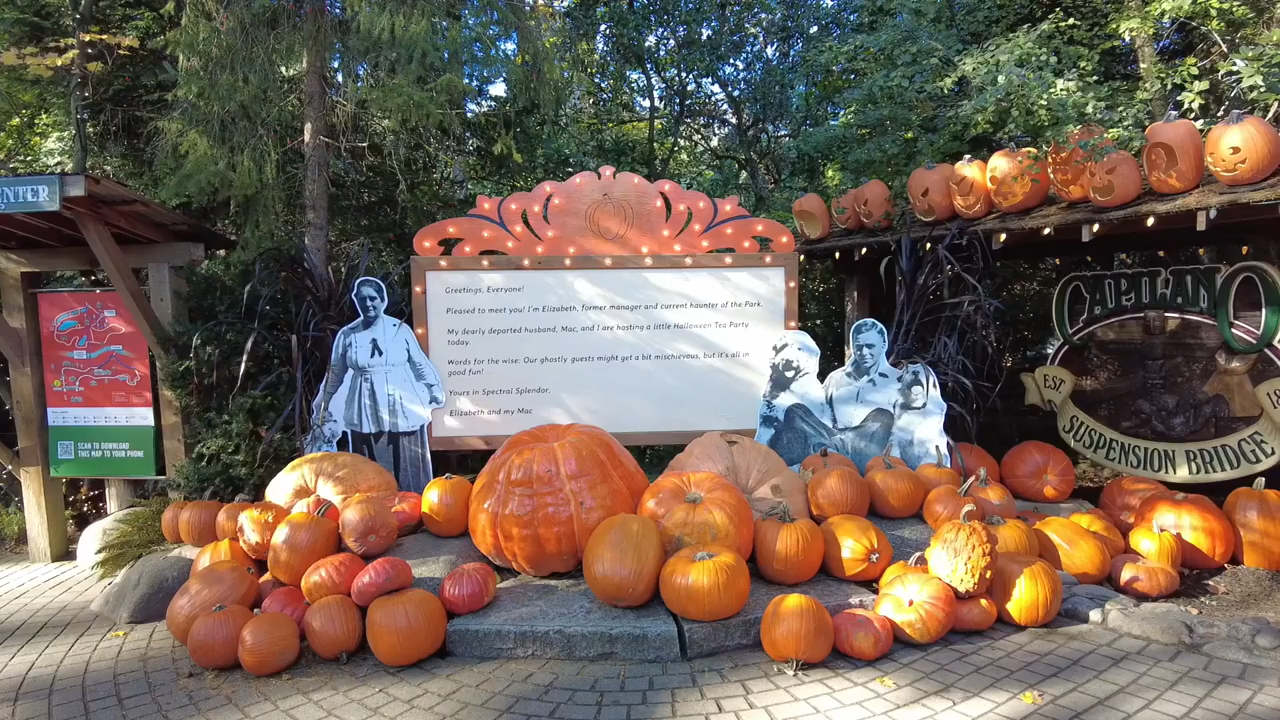 ENTER
Greetings, Everyone!
Pleased to meet you! I'm Elizabeth, former manager and current haunter of the Park.
My dearly departed husband, Mac, and I are hosting a little Halloween Tea Party
today.
Words for the wise: Our ghostly guests might get a bit mischievous, but it's all in
good fun!
Yours in Spectral Splendor,
Elizabeth and my Mac
SCAN TO DOWNLOAD
THIS MAP TO YOUR PHONE
CAPILANO
EST. 18
SUSPENSION BRIDGE